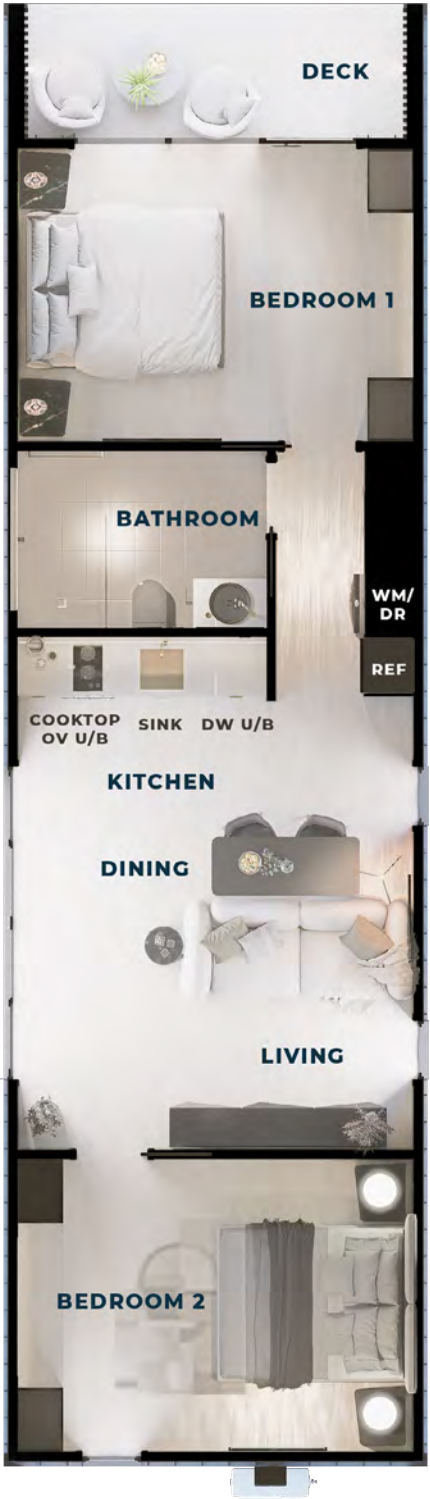 DECK
BEDROOM 1
BATHROOM
WM/
DR
REF
COOKTOP
OV U/B
SINK
DW U/B
KITCHEN
DINING
LIVING
BEDROOM 2